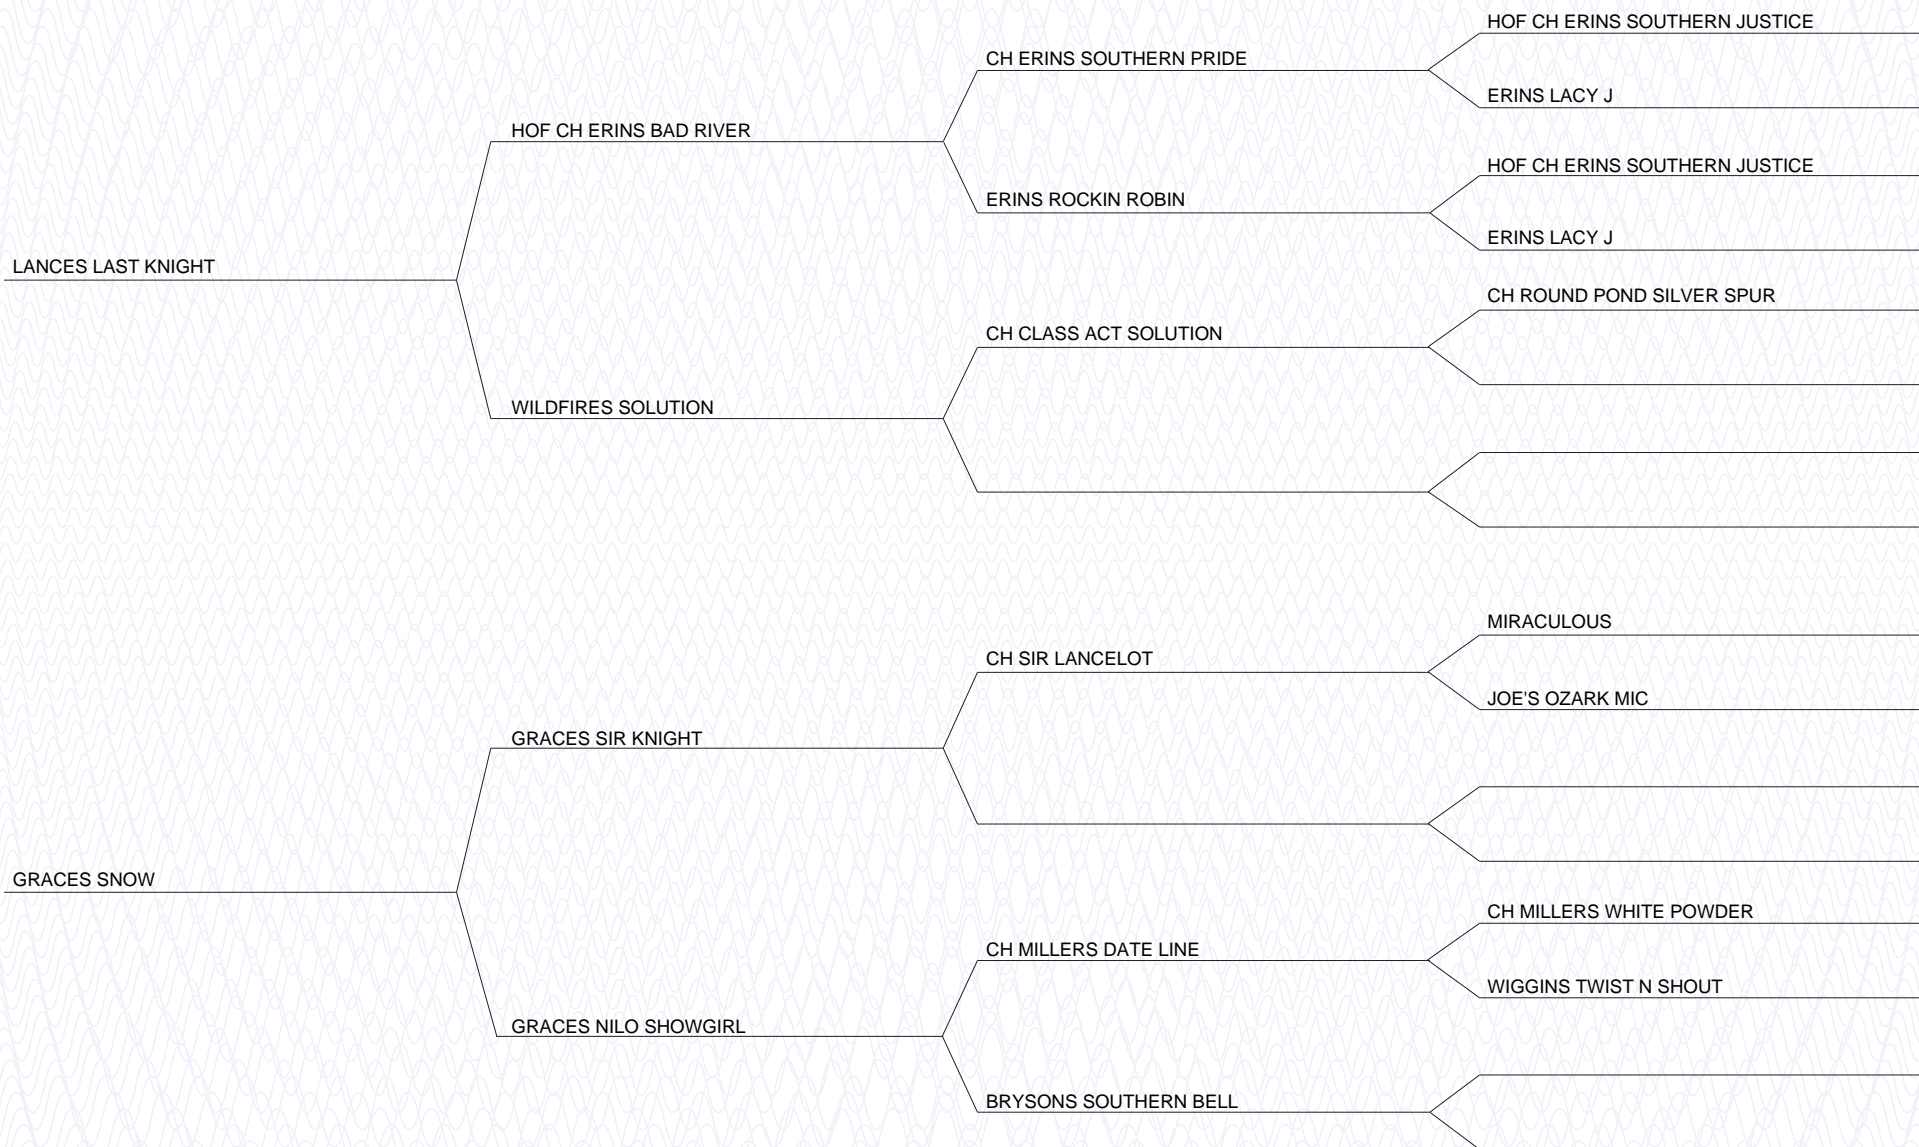 HOF CH ERINS SOUTHERN JUSTICE
CH ERINS SOUTHERN PRIDE
ERINS LACY J
HOF CH ERINS BAD RIVER
HOF CH ERINS SOUTHERN JUSTICE
ERINS ROCKIN ROBIN
ERINS LACY J
LANCES LAST KNIGHT
CH ROUND POND SILVER SPUR
CH CLASS ACT SOLUTION
WILDFIRES SOLUTION
MIRACULOUS
CH SIR LANCELOT
JOE'S OZARK MIC
GRACES SIR KNIGHT
GRACES SNOW
CH MILLERS WHITE POWDER
CH MILLERS DATE LINE
WIGGINS TWIST N SHOUT
GRACES NILO SHOWGIRL
BRYSONS SOUTHERN BELL